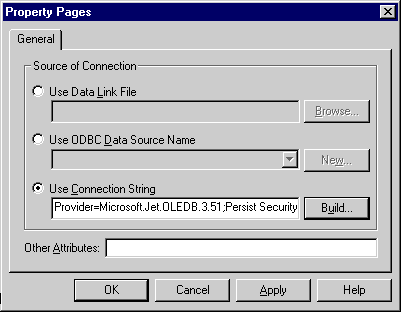 Property Pages
General
Source of Connection
Use Data Link File
Browse...
Use ODBC Data Source Name
New...
Use Connection String
Provider=Microsoft.Jet.OLEDB.3.51;Persist Security
Build...
Other Attributes:
OK Cancel Apply Help